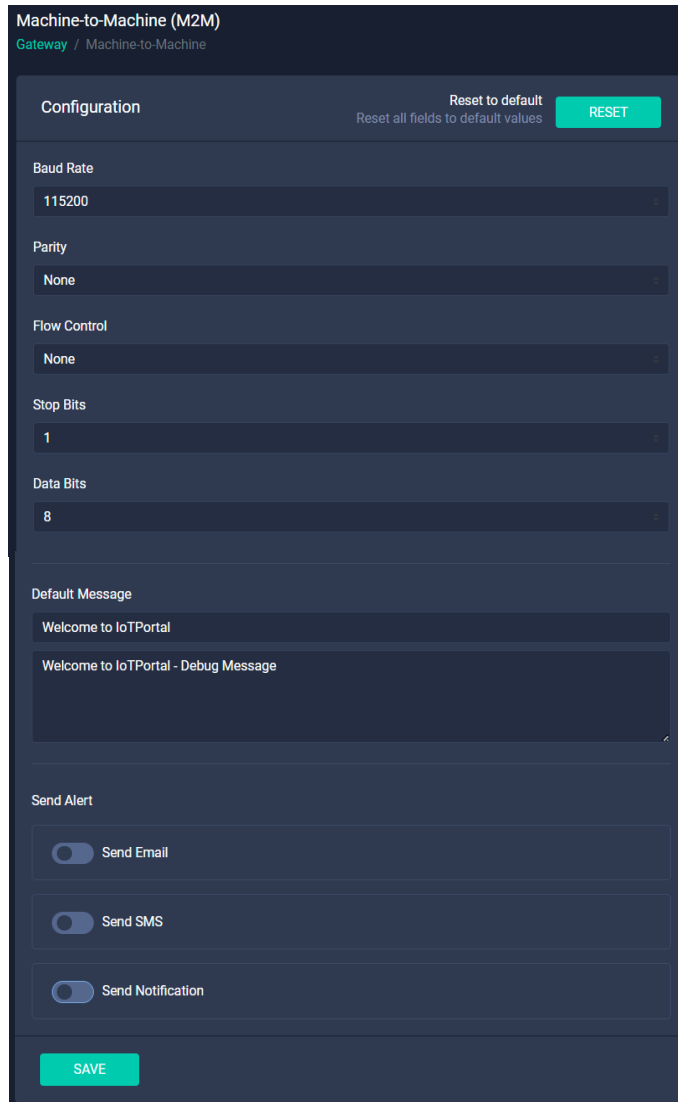 Machine-to-Machine (M2M)
Gateway / Machine-to-Machine
Configuration
Reset to default
Reset all fields to default values
RESET
Baud Rate
115200
Parity
None
Flow Control
None
Stop Bits
1
Data Bits
8
Default Message
Welcome to IoTPortal
Welcome to IoTPortal - Debug Message
Send Alert
Send Email
Send SMS
Send Notification
SAVE